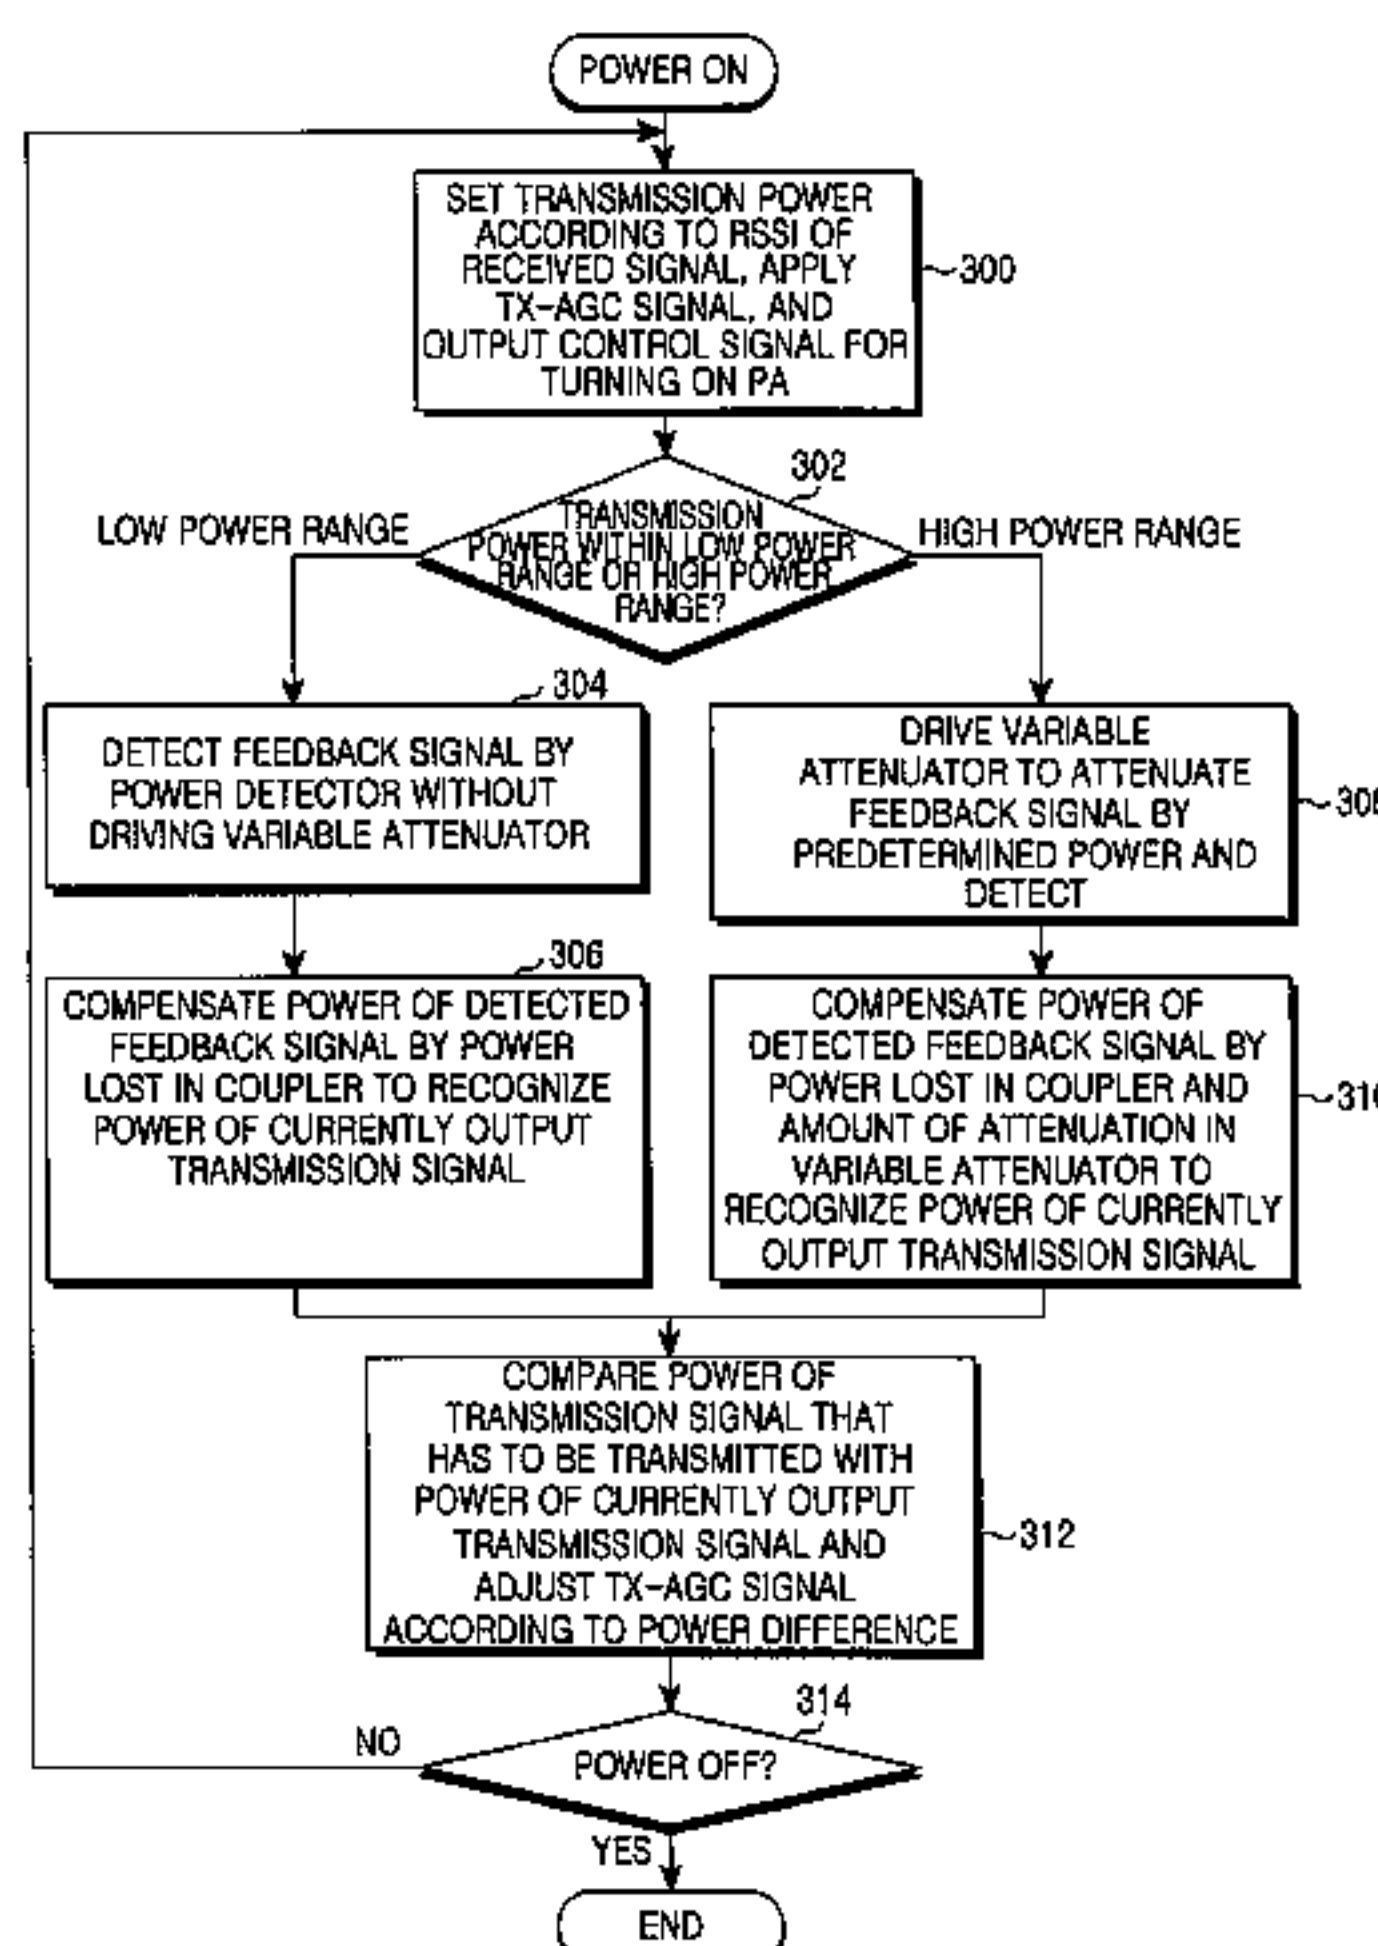 POWER ON
SET TRANSMISSION POWER
ACCORDING TO RSSI OF
RECEIVED SIGNAL, APPLY
TX-AGC SIGNAL, AND
OUTPUT CONTROL SIGNAL FOR
TURNING ON PA
300
302
TRANSMISSION
POWER WITHIN LOW POWER
RANGE OR HIGH POWER
RANGE?
LOW POWER RANGE
HIGH POWER RANGE
304
DETECT FEEDBACK SIGNAL BY
POWER DETECTOR WITHOUT
DRIVING VARIABLE ATTENUATOR
DRIVE VARIABLE
ATTENUATOR TO ATTENUATE
FEEDBACK SIGNAL BY
PREDETERMINED POWER AND
DETECT
306
COMPENSATE POWER OF DETECTED
FEEDBACK SIGNAL BY POWER
LOST IN COUPLER TO RECOGNIZE
POWER OF CURRENTLY OUTPUT
TRANSMISSION SIGNAL
COMPENSATE POWER OF
DETECTED FEEDBACK SIGNAL BY
POWER LOST IN COUPLER AND
AMOUNT OF ATTENUATION IN
VARIABLE ATTENUATOR TO
RECOGNIZE POWER OF CURRENTLY
OUTPUT TRANSMISSION SIGNAL
COMPARE POWER OF
TRANSMISSION SIGNAL THAT
HAS TO BE TRANSMITTED WITH
POWER OF CURRENTLY OUTPUT
TRANSMISSION SIGNAL AND
ADJUST TX-AGC SIGNAL
ACCORDING TO POWER DIFFERENCE
312
314
POWER OFF?
NO
YES
END